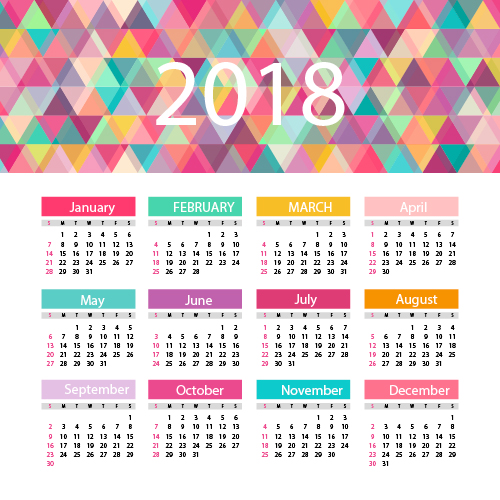 2018
January
S M T W T F S
1 2 3 4 5 6
7 8 9 10 11 12 13
14 15 16 17 18 19 20
21 22 23 24 25 26 27
28 29 30 31
FEBRUARY
S M T W T F S
1 2 3
4 5 6 7 8 9 10
11 12 13 14 15 16 17
18 19 20 21 22 23 24
25 26 27 28
MARCH
S M T W T F S
1 2 3
4 5 6 7 8 9 10
11 12 13 14 15 16 17
18 19 20 21 22 23 24
25 26 27 28 29 30 31
April
S M T W T F S
1 2 3 4 5 6 7
8 9 10 11 12 13 14
15 16 17 18 19 20 21
22 23 24 25 26 27 28
29 30
May
S M T W T F S
1 2 3 4 5
6 7 8 9 10 11 12
13 14 15 16 17 18 19
20 21 22 23 24 25 26
27 28 29 30 31
June
S M T W T F S
1 2
3 4 5 6 7 8 9
10 11 12 13 14 15 16
17 18 19 20 21 22 23
24 25 26 27 28 29 30
July
S M T W T F S
1 2 3 4 5 6 7
8 9 10 11 12 13 14
15 16 17 18 19 20 21
22 23 24 25 26 27 28
29 30 31
August
S M T W T F S
1 2 3 4
5 6 7 8 9 10 11
12 13 14 15 16 17 18
19 20 21 22 23 24 25
26 27 28 29 30 31
September
S M T W T F S
1
2 3 4 5 6 7 8
9 10 11 12 13 14 15
16 17 18 19 20 21 22
23 24 25 26 27 28 29
30
October
S M T W T F S
1 2 3 4 5 6
7 8 9 10 11 12 13
14 15 16 17 18 19 20
21 22 23 24 25 26 27
28 29 30 31
November
S M T W T F S
1 2 3
4 5 6 7 8 9 10
11 12 13 14 15 16 17
18 19 20 21 22 23 24
25 26 27 28 29 30
December
S M T W T F S
1
2 3 4 5 6 7 8
9 10 11 12 13 14 15
16 17 18 19 20 21 22
23 24 25 26 27 28 29
30 31